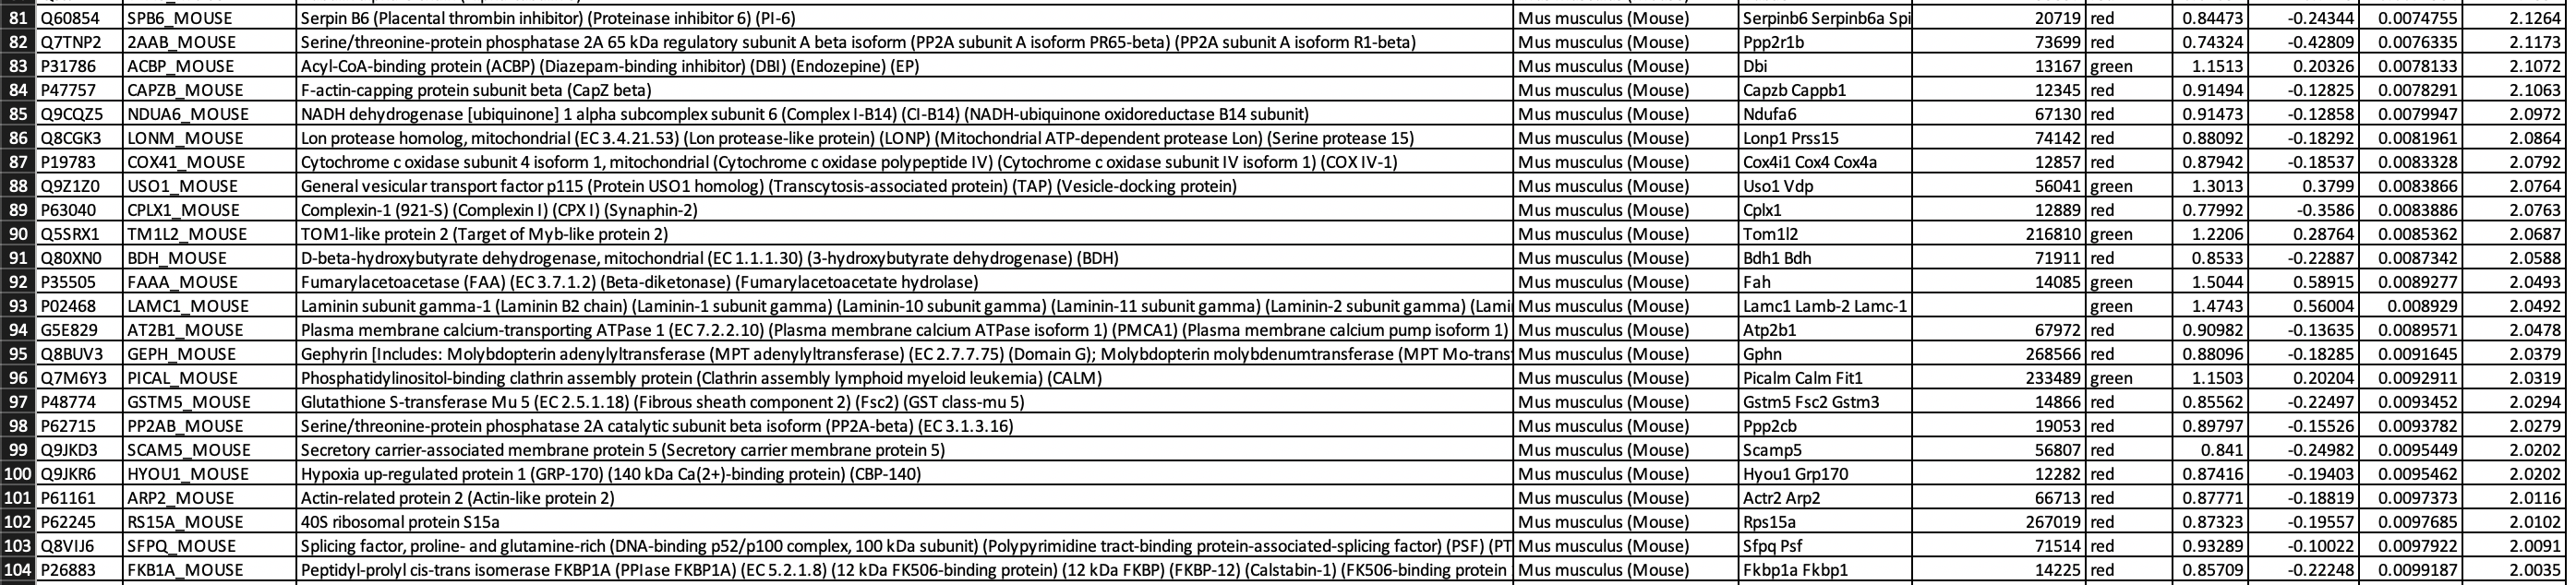 81 Q60854 SPB6_MOUSE Serpin B6 (Placental thrombin inhibitor) (Proteinase inhibitor 6) (PI-6) Mus musculus (Mouse) Serpinb6 Serpinb6a Spi 20719 red 0.84473 -0.24344 0.0074755 2.1264
82 Q7TNP2 2AAB_MOUSE Serine/threonine-protein phosphatase 2A 65 kDa regulatory subunit A beta isoform (PP2A subunit A isoform PR65-beta) (PP2A subunit A isoform R1-beta) Mus musculus (Mouse) Ppp2r1b 73699 red 0.74324 -0.42809 0.0076335 2.1173
83 P31786 ACBP_MOUSE Acyl-CoA-binding protein (ACBP) (Diazepam-binding inhibitor) (DBI) (Endozepine) (EP) Mus musculus (Mouse) Dbi 13167 green 1.1513 0.20326 0.0078133 2.1072
84 P47757 CAPZB_MOUSE F-actin-capping protein subunit beta (CapZ beta) Mus musculus (Mouse) Capzb Cappb1 12345 red 0.91494 -0.12825 0.0078291 2.1063
85 Q9CQZ5 NDUA6_MOUSE NADH dehydrogenase [ubiquinone] 1 alpha subcomplex subunit 6 (Complex I-B14) (CI-B14) (NADH-ubiquinone oxidoreductase B14 subunit) Mus musculus (Mouse) Ndufa6 67130 red 0.91473 -0.12858 0.0079947 2.0972
86 Q8CGK3 LONM_MOUSE Lon protease homolog, mitochondrial (EC 3.4.21.53) (Lon protease-like protein) (LONP) (Mitochondrial ATP-dependent protease Lon) (Serine protease 15) Mus musculus (Mouse) Lonp1 Prss15 74142 red 0.88092 -0.18292 0.0081961 2.0864
87 P19783 COX41_MOUSE Cytochrome c oxidase subunit 4 isoform 1, mitochondrial (Cytochrome c oxidase polypeptide IV) (Cytochrome c oxidase subunit IV isoform 1) (COX IV-1) Mus musculus (Mouse) Cox4i1 Cox4 Cox4a 12857 red 0.87942 -0.18537 0.0083328 2.0792
88 Q9Z1Z0 USO1_MOUSE General vesicular transport factor p115 (Protein USO1 homolog) (Transcytosis-associated protein) (TAP) (Vesicle-docking protein) Mus musculus (Mouse) Uso1 Vdp 56041 green 1.3013 0.3799 0.0083866 2.0764
89 P63040 CPLX1_MOUSE Complexin-1 (921-S) (Complexin I) (CPX I) (Synaphin-2) Mus musculus (Mouse) Cplx1 12889 red 0.77992 -0.3586 0.0083886 2.0763
90 Q5SRX1 TM1L2_MOUSE TOM1-like protein 2 (Target of Myb-like protein 2) Mus musculus (Mouse) Tom1l2 216810 green 1.2206 0.28764 0.0085362 2.0687
91 Q80XN0 BDH_MOUSE D-beta-hydroxybutyrate dehydrogenase, mitochondrial (EC 1.1.1.30) (3-hydroxybutyrate dehydrogenase) (BDH) Mus musculus (Mouse) Bdh1 Bdh 71911 red 0.8533 -0.22887 0.0087342 2.0588
92 P35505 FAAA_MOUSE Fumarylacetoacetase (FAA) (EC 3.7.1.2) (Beta-diketonase) (Fumarylacetoacetate hydrolase) Mus musculus (Mouse) Fah 14085 green 1.5044 0.58915 0.0089277 2.0493
93 P02468 LAMC1_MOUSE Laminin subunit gamma-1 (Laminin B2 chain) (Laminin-1 subunit gamma) (Laminin-10 subunit gamma) (Laminin-11 subunit gamma) (Laminin-2 subunit gamma) (Lami Mus musculus (Mouse) Lamc1 Lamb-2 Lamc-1 green 1.4743 0.56004 0.008929 2.0492
94 G5E829 AT2B1_MOUSE Plasma membrane calcium-transporting ATPase 1 (EC 7.2.2.10) (Plasma membrane calcium ATPase isoform 1) (PMCA1) (Plasma membrane calcium pump isoform 1) Mus musculus (Mouse) Atp2b1 67972 red 0.90982 -0.13635 0.0089571 2.0478
95 Q8BUV3 GEPH_MOUSE Gephyrin [Includes: Molybdopterin adenylyltransferase (MPT adenylyltransferase) (EC 2.7.7.75) (Domain G); Molybdopterin molybdenumtransferase (MPT Mo-trans Mus musculus (Mouse) Gphn 268566 red 0.88096 -0.18285 0.0091645 2.0379
96 Q7M6Y3 PICAL_MOUSE Phosphatidylinositol-binding clathrin assembly protein (Clathrin assembly lymphoid myeloid leukemia) (CALM) Mus musculus (Mouse) Picalm Calm Fit1 233489 green 1.1503 0.20204 0.0092911 2.0319
97 P48774 GSTM5_MOUSE Glutathione S-transferase Mu 5 (EC 2.5.1.18) (Fibrous sheath component 2) (Fsc2) (GST class-mu 5) Mus musculus (Mouse) Gstm5 Fsc2 Gstm3 14866 red 0.85562 -0.22497 0.0093452 2.0294
98 P62715 PP2AB_MOUSE Serine/threonine-protein phosphatase 2A catalytic subunit beta isoform (PP2A-beta) (EC 3.1.3.16) Mus musculus (Mouse) Ppp2cb 19053 red 0.89797 -0.15526 0.0093782 2.0279
99 Q9JKD3 SCAM5_MOUSE Secretory carrier-associated membrane protein 5 (Secretory carrier membrane protein 5) Mus musculus (Mouse) Scamp5 56807 red 0.841 -0.24982 0.0095449 2.0202
100 Q9JKR6 HYOU1_MOUSE Hypoxia up-regulated protein 1 (GRP-170) (140 kDa Ca(2+)-binding protein) (CBP-140) Mus musculus (Mouse) Hyou1 Grp170 12282 red 0.87416 -0.19403 0.0095462 2.0202
101 P61161 ARP2_MOUSE Actin-related protein 2 (Actin-like protein 2) Mus musculus (Mouse) Actr2 Arp2 66713 red 0.87771 -0.18819 0.0097373 2.0116
102 P62245 RS15A_MOUSE 40S ribosomal protein S15a Mus musculus (Mouse) Rps15a 267019 red 0.87323 -0.19557 0.0097685 2.0102
103 Q8VIJ6 SFPQ_MOUSE Splicing factor, proline- and glutamine-rich (DNA-binding p52/p100 complex, 100 kDa subunit) (Polypyrimidine tract-binding protein-associated-splicing factor) (PSF) (PT Mus musculus (Mouse) Sfpq Psf 71514 red 0.93289 -0.10022 0.0097922 2.0091
104 P26883 FKB1A_MOUSE Peptidyl-prolyl cis-trans isomerase FKBP1A (PPIase FKBP1A) (EC 5.2.1.8) (12 kDa FK506-binding protein) (12 kDa FKBP) (FKBP-12) (Calstabin-1) (FK506-binding protein Mus musculus (Mouse) Fkbp1a Fkbp1 14225 red 0.85709 -0.22248 0.0099187 2.0035